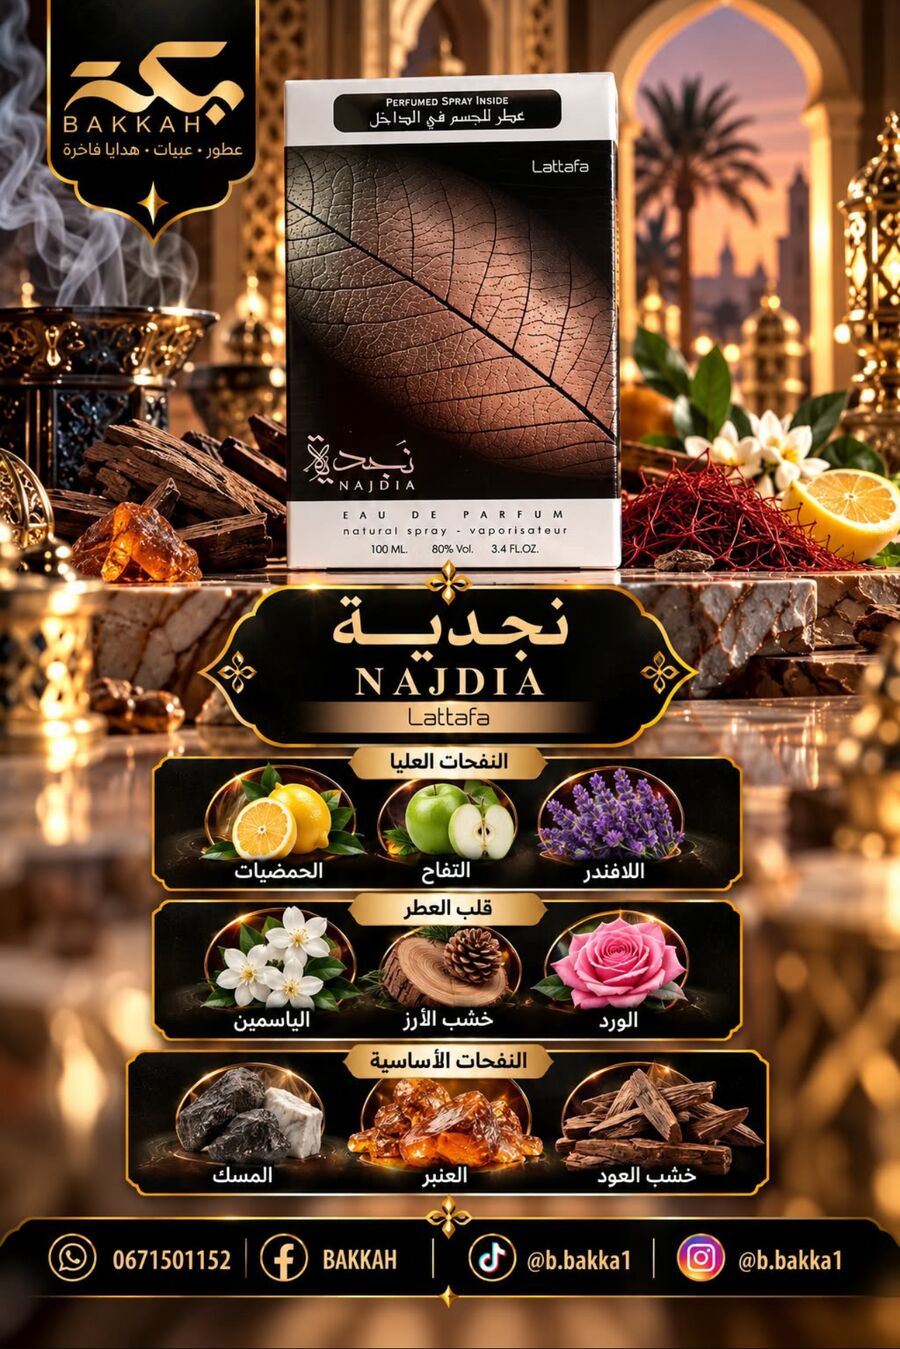 بكة
BAKKAH
عطور • عبيات • هدايا فاخرة
PERFUMED SPRAY INSIDE
عطر للجسم في الداخل
Lattafa
نجدية
NAJDIA
EAU DE PARFUM
natural spray - vaporisateur
100 ML. 80% Vol. 3.4 FL.OZ.
نجدية
NAJDIA
Lattafa
النفحات العليا
الحمضيات التفاح اللافندر
قلب العطر
الياسمين خشب الأرز الورد
النفحات الأساسية
المسك العنبر خشب العود
0671501152 BAKKAH @b.bakka1 @b.bakka1